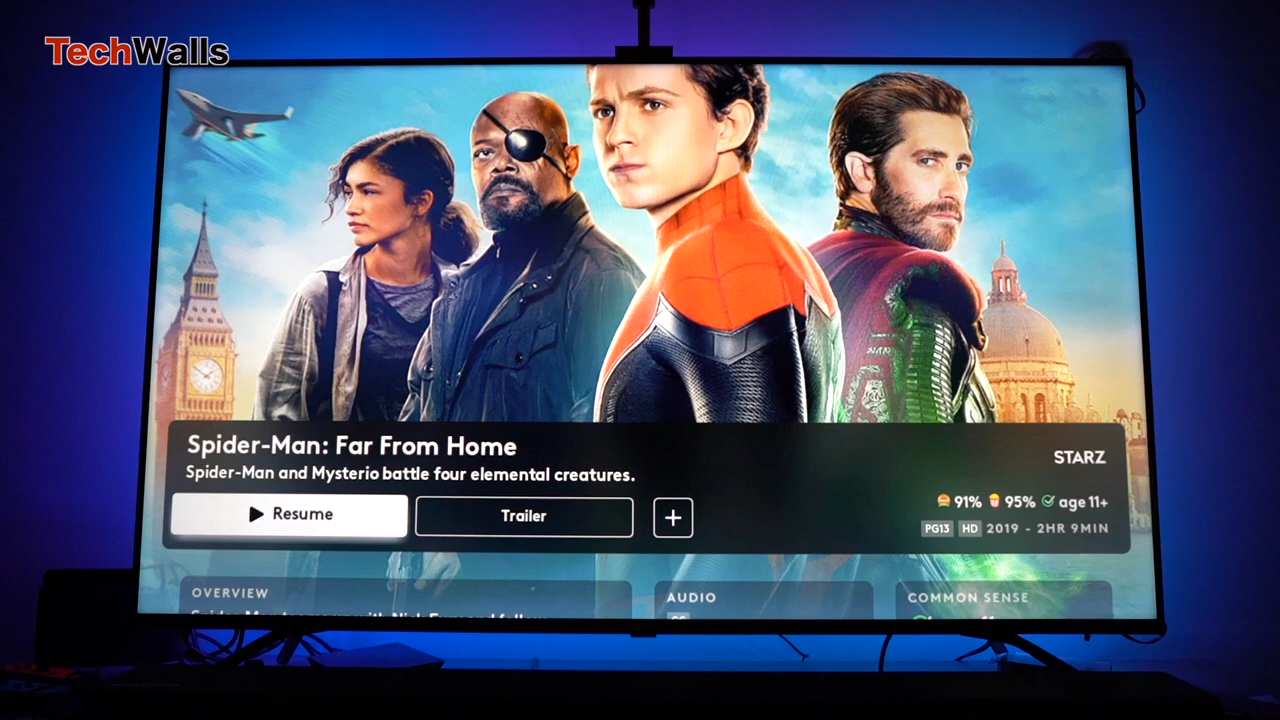 TechWalls
Spider-Man: Far From Home
Spider-Man and Mysterio battle four elemental creatures.
STARZ
Resume
Trailer
91% 95% age 11+
PG13 HD 2019 - 2HR 9MIN
OVERVIEW
AUDIO
COMMON SENSE
CC